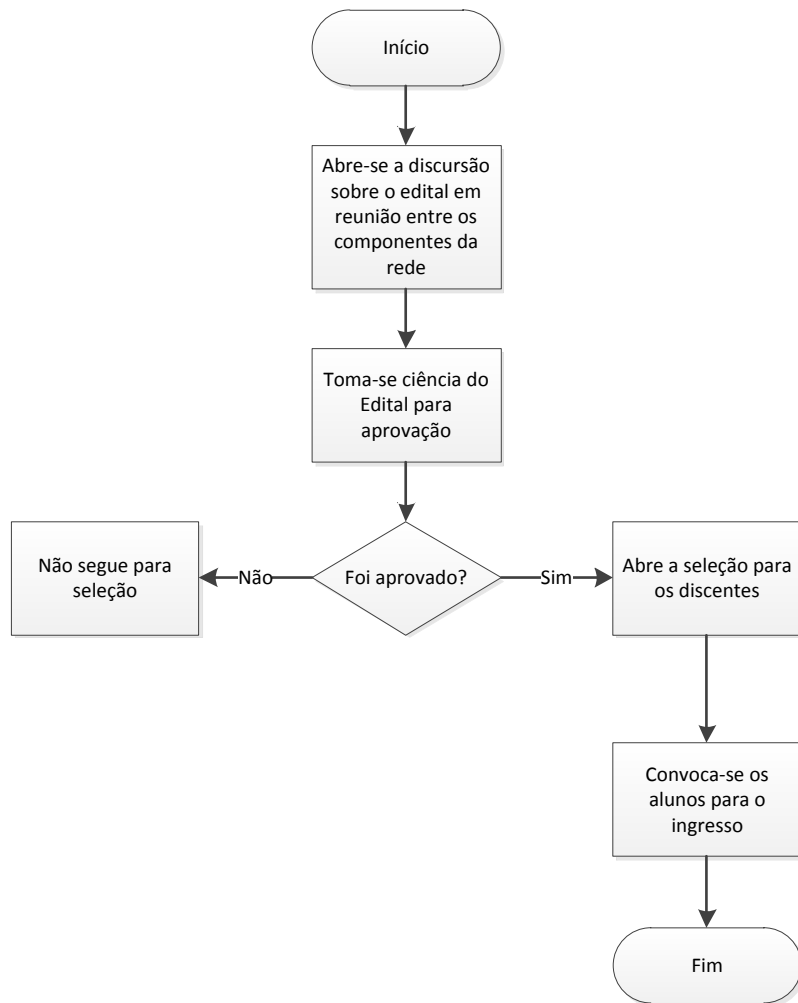 Início
Abre-se a discursão
sobre o edital em
reunião entre os
componentes da
rede
Toma-se ciência do
Edital para
aprovação
Não segue para
seleção
Não
Foi aprovado?
Sim
Abre a seleção para
os discentes
Convoca-se os
alunos para o
ingresso
Fim